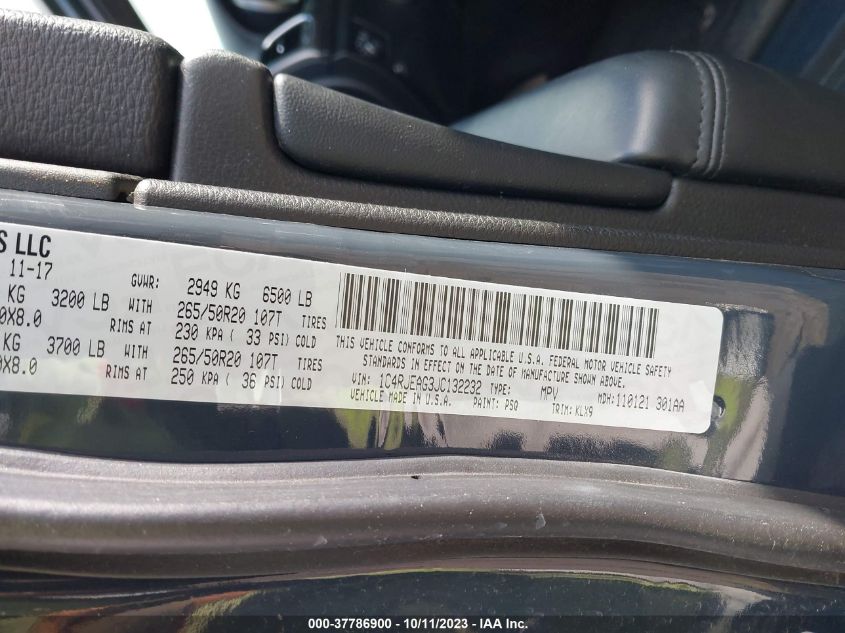 S LLC
11-17
GVWR: 2949 KG 6500 LB
KG 3200 LB WITH 265/50R20 107T TIRES
0X8.0 RIMS AT 230 KPA ( 33 PSI) COLD
KG 3700 LB WITH 265/50R20 107T TIRES
0X8.0 RIMS AT 250 KPA ( 36 PSI) COLD
THIS VEHICLE CONFORMS TO ALL APPLICABLE U.S.A. FEDERAL MOTOR VEHICLE SAFETY
STANDARDS IN EFFECT ON THE DATE OF MANUFACTURE SHOWN ABOVE.
VIN: 1C4RJEAG3JC132232 TYPE: MPV MDH: 110121 301AA
VEHICLE MADE IN U.S.A. PAINT: PSQ TRIM: KLX9
000-37786900 - 10/11/2023 - IAA Inc.